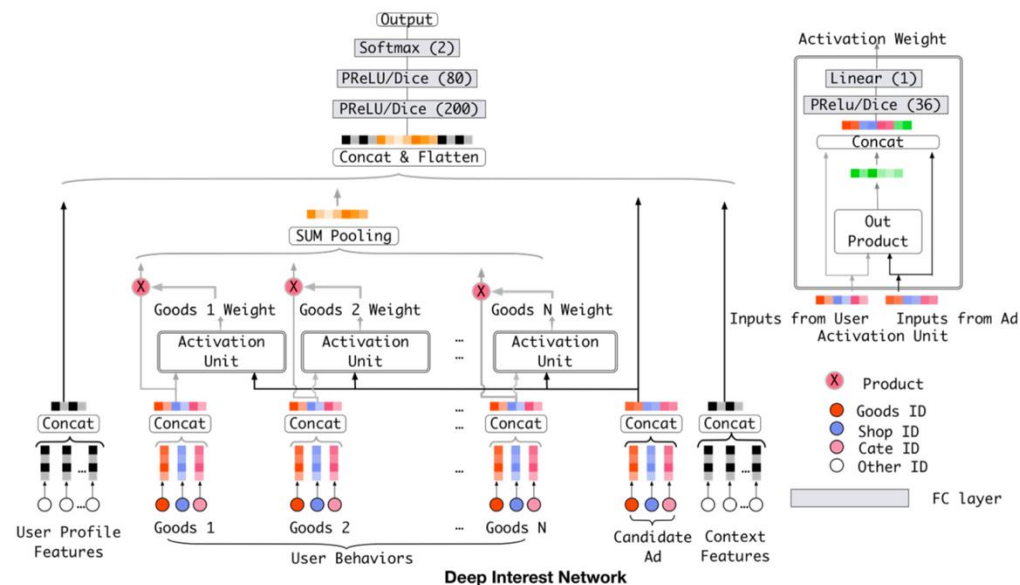 Output
Softmax (2)
PReLU/Dice (80)
PReLU/Dice (200)
Concat & Flatten
SUM Pooling
X
X
X
Goods 1 Weight
Goods 2 Weight
Goods N Weight
Activation
Unit
Activation
Unit
...
...
Activation
Unit
Concat
Concat
Concat
...
...
Concat
Concat
Concat
...
...
...
...
...
User Profile
Features
Goods 1
Goods 2
...
Goods N
User Behaviors
Candidate
Ad
Context
Features
Activation Weight
Linear (1)
PRelu/Dice (36)
Concat
Out
Product
Inputs from User
Inputs from Ad
Activation Unit
X
Product
Goods ID
Shop ID
Cate ID
Other ID
FC layer
Deep Interest Network